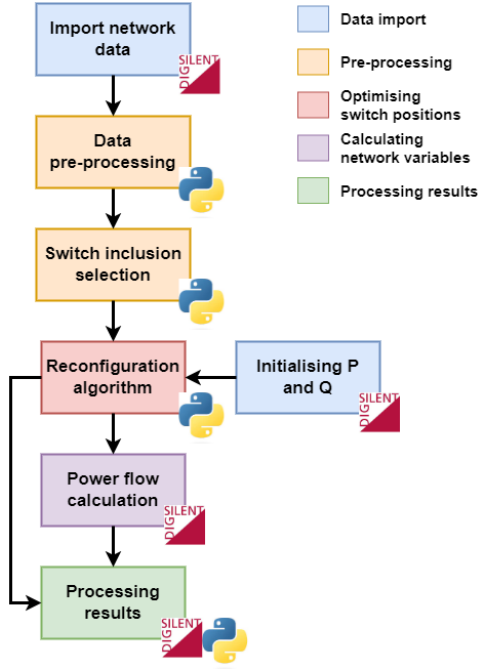 Import network
data
DIGSILENT
Data
pre-processing
Switch inclusion
selection
Reconfiguration
algorithm
Initialising P
and Q
DIGSILENT
Power flow
calculation
DIGSILENT
Processing
results
DIGSILENT
Data import
Pre-processing
Optimising
switch positions
Calculating
network variables
Processing results